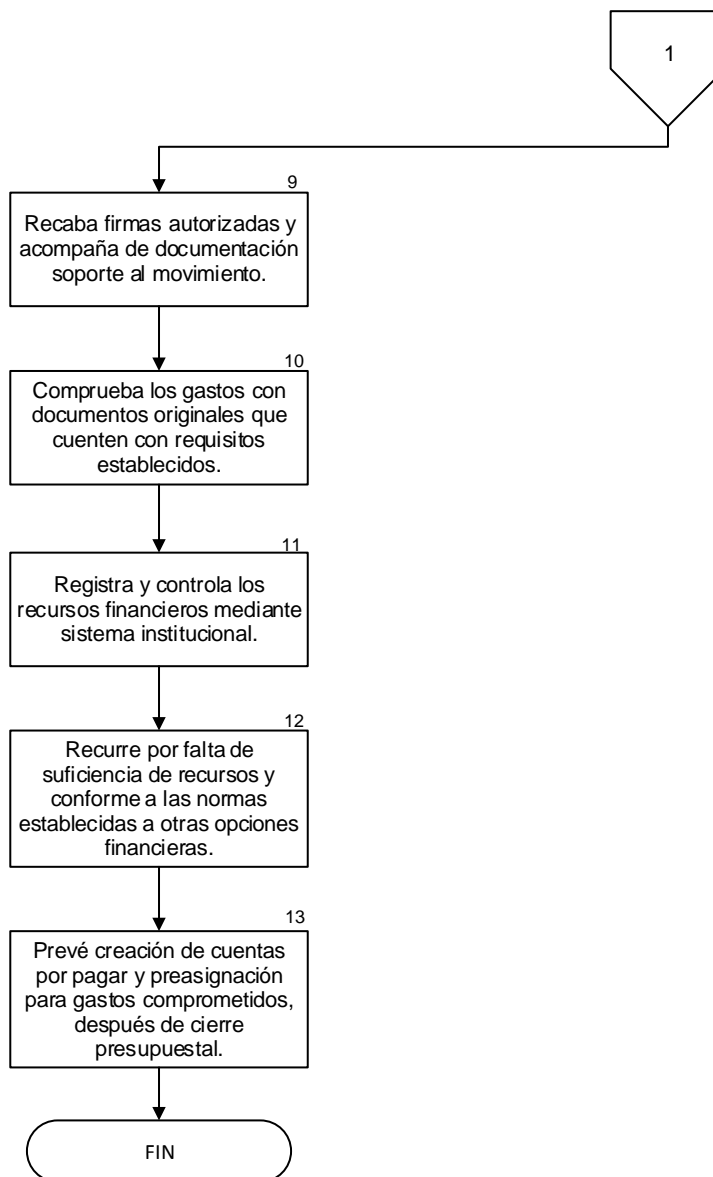 1
9
Recaba firmas autorizadas y
acompaña de documentación
soporte al movimiento.
10
Comprueba los gastos con
documentos originales que
cuenten con requisitos
establecidos.
11
Registra y controla los
recursos financieros mediante
sistema institucional.
12
Recurre por falta de
suficiencia de recursos y
conforme a las normas
establecidas a otras opciones
financieras.
13
Prevé creación de cuentas
por pagar y preasignación
para gastos comprometidos,
después de cierre
presupuestal.
FIN